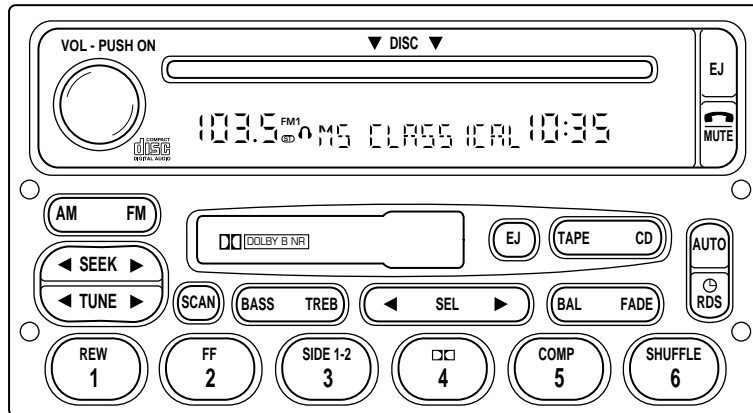 VOL - PUSH ON
▼ DISC ▼
EJ
103.5 FM1 ST MS CLASSICAL 10:35
MUTE
COMPACT
disc
DIGITAL AUDIO
AM FM
DOLBY B NR
EJ
TAPE CD
AUTO
◀ SEEK ▶
◀ TUNE ▶
SCAN
BASS TREB
◀ SEL ▶
BAL FADE
RDS
REW
1
FF
2
SIDE 1-2
3
4
COMP
5
SHUFFLE
6